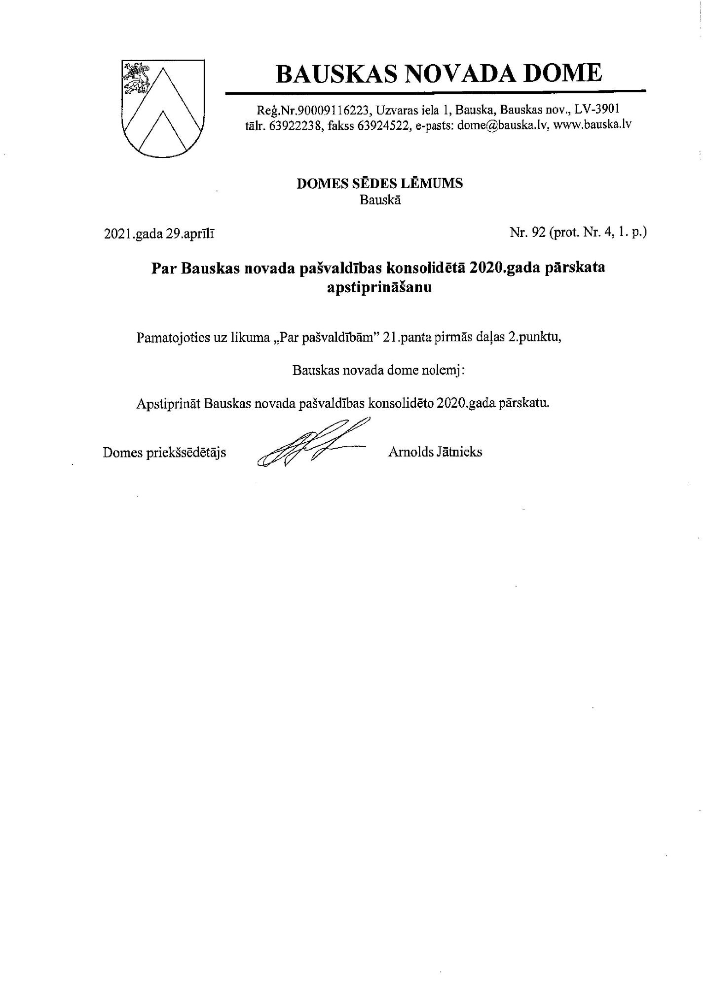 BAUSKAS NOVADA DOME
Reģ.Nr.90009116223, Uzvaras iela 1, Bauska, Bauskas nov., LV-3901
tālr. 63922238, fakss 63924522, e-pasts: dome@bauska.lv, www.bauska.lv
DOMES SĒDES LĒMUMS
Bauskā
2021.gada 29.aprīlī Nr. 92 (prot. Nr. 4, 1. p.)
Par Bauskas novada pašvaldības konsolidētā 2020.gada pārskata
apstiprināšanu
Pamatojoties uz likuma „Par pašvaldībām” 21.panta pirmās daļas 2.punktu,
Bauskas novada dome nolemj:
Apstiprināt Bauskas novada pašvaldības konsolidēto 2020.gada pārskatu.
Domes priekšsēdētājs Arnolds Jātnieks